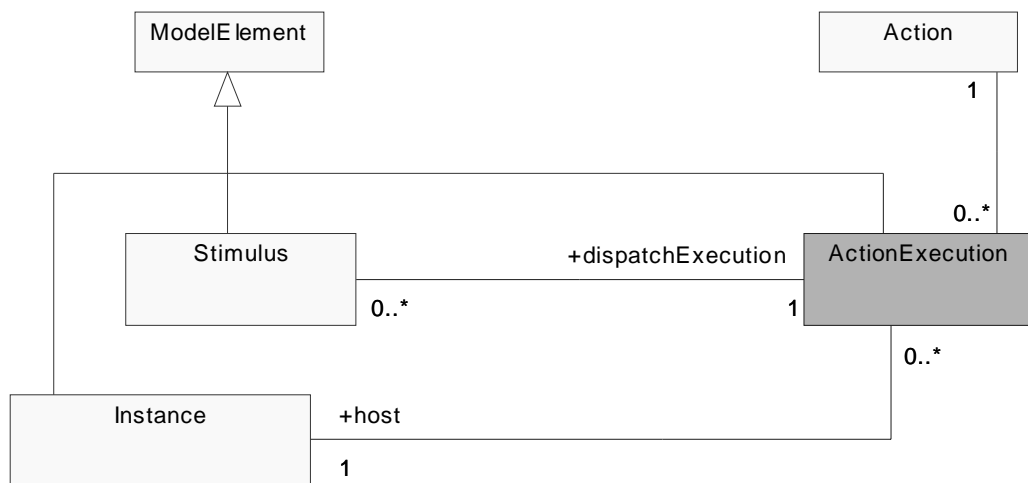 ModelElement
Action
1
0..*
Stimulus
+dispatchExecution
ActionExecution
0..*
1
0..*
Instance
+host
1